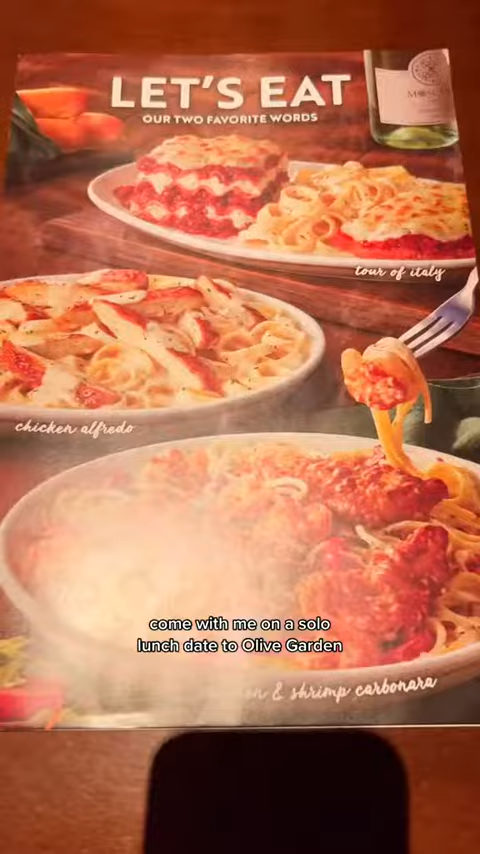 LET'S EAT
OUR TWO FAVORITE WORDS
tour of italy
chicken alfredo
come with me on a solo
lunch date to Olive Garden
& shrimp carbonara